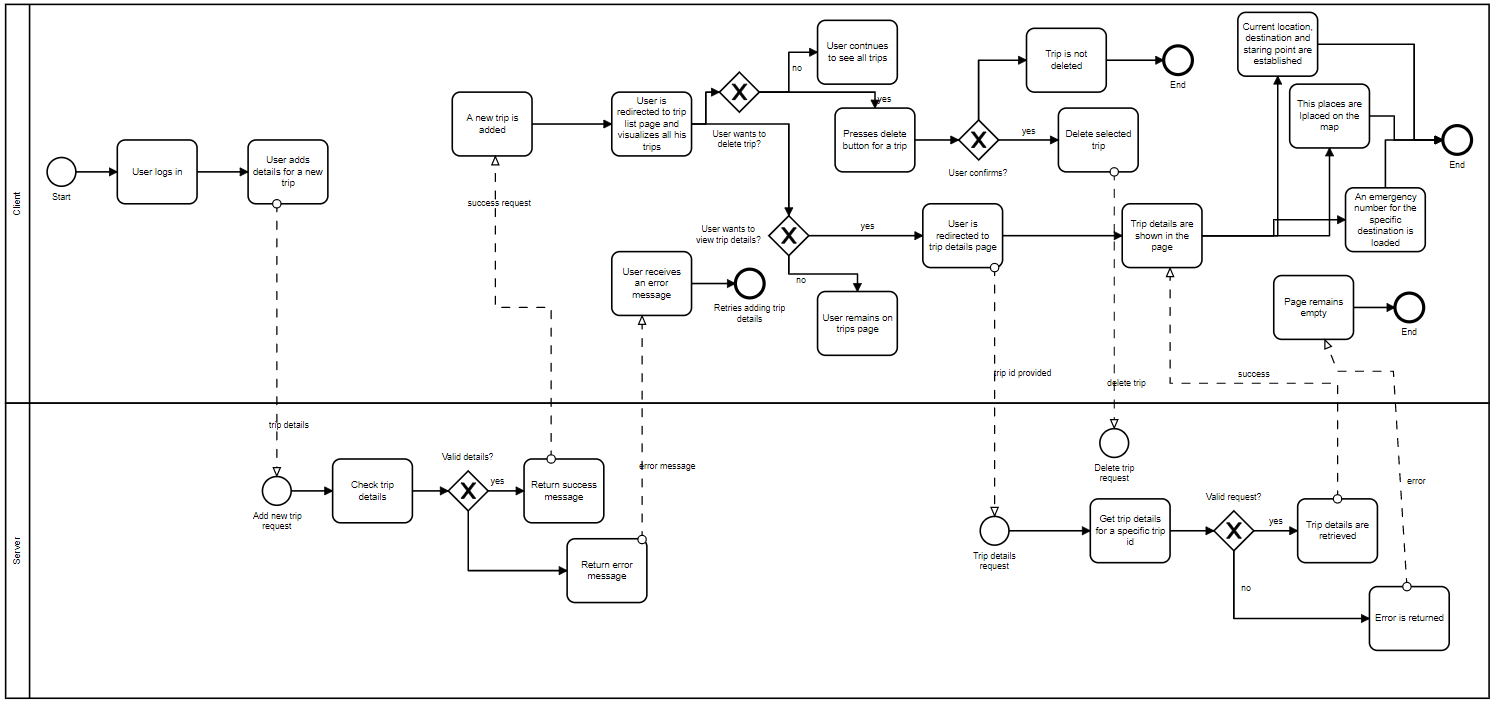 Client
Start
User logs in
User adds
details for a new
trip
trip details
A new trip is
added
success request
User is
redirected to trip
list page and
visualizes all his
trips
User wants to
delete trip?
no
User contnues
to see all trips
yes
Presses delete
button for a trip
User confirms?
Trip is not
deleted
End
yes
Delete selected
trip
delete trip
User wants to
view trip details?
yes
no
User remains on
trips page
User receives
an error
message
Retries adding trip
details
error message
User is
redirected to
trip details page
trip id provided
Trip details are
shown in the
page
Current location,
destination and
staring point are
established
This places are
lplaced on the
map
An emergency
number for the
specific
destination is
loaded
End
Page remains
empty
End
success
error
Server
Add new trip
request
Check trip
details
Valid details?
yes
Return success
message
Return error
message
Delete trip
request
Trip details
request
Get trip details
for a specific trip
id
Valid request?
yes
Trip details are
retrieved
no
Error is returned